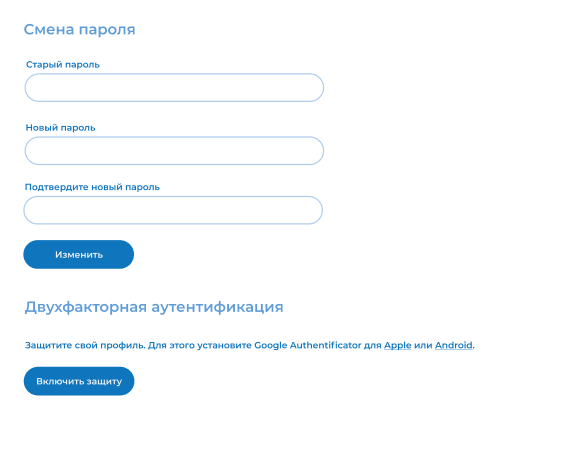 Смена пароля
Старый пароль
Новый пароль
Подтвердите новый пароль
Изменить
Двухфакторная аутентификация
Защитите свой профиль. Для этого установите Google Authentificator для Apple или Android.
Включить защиту